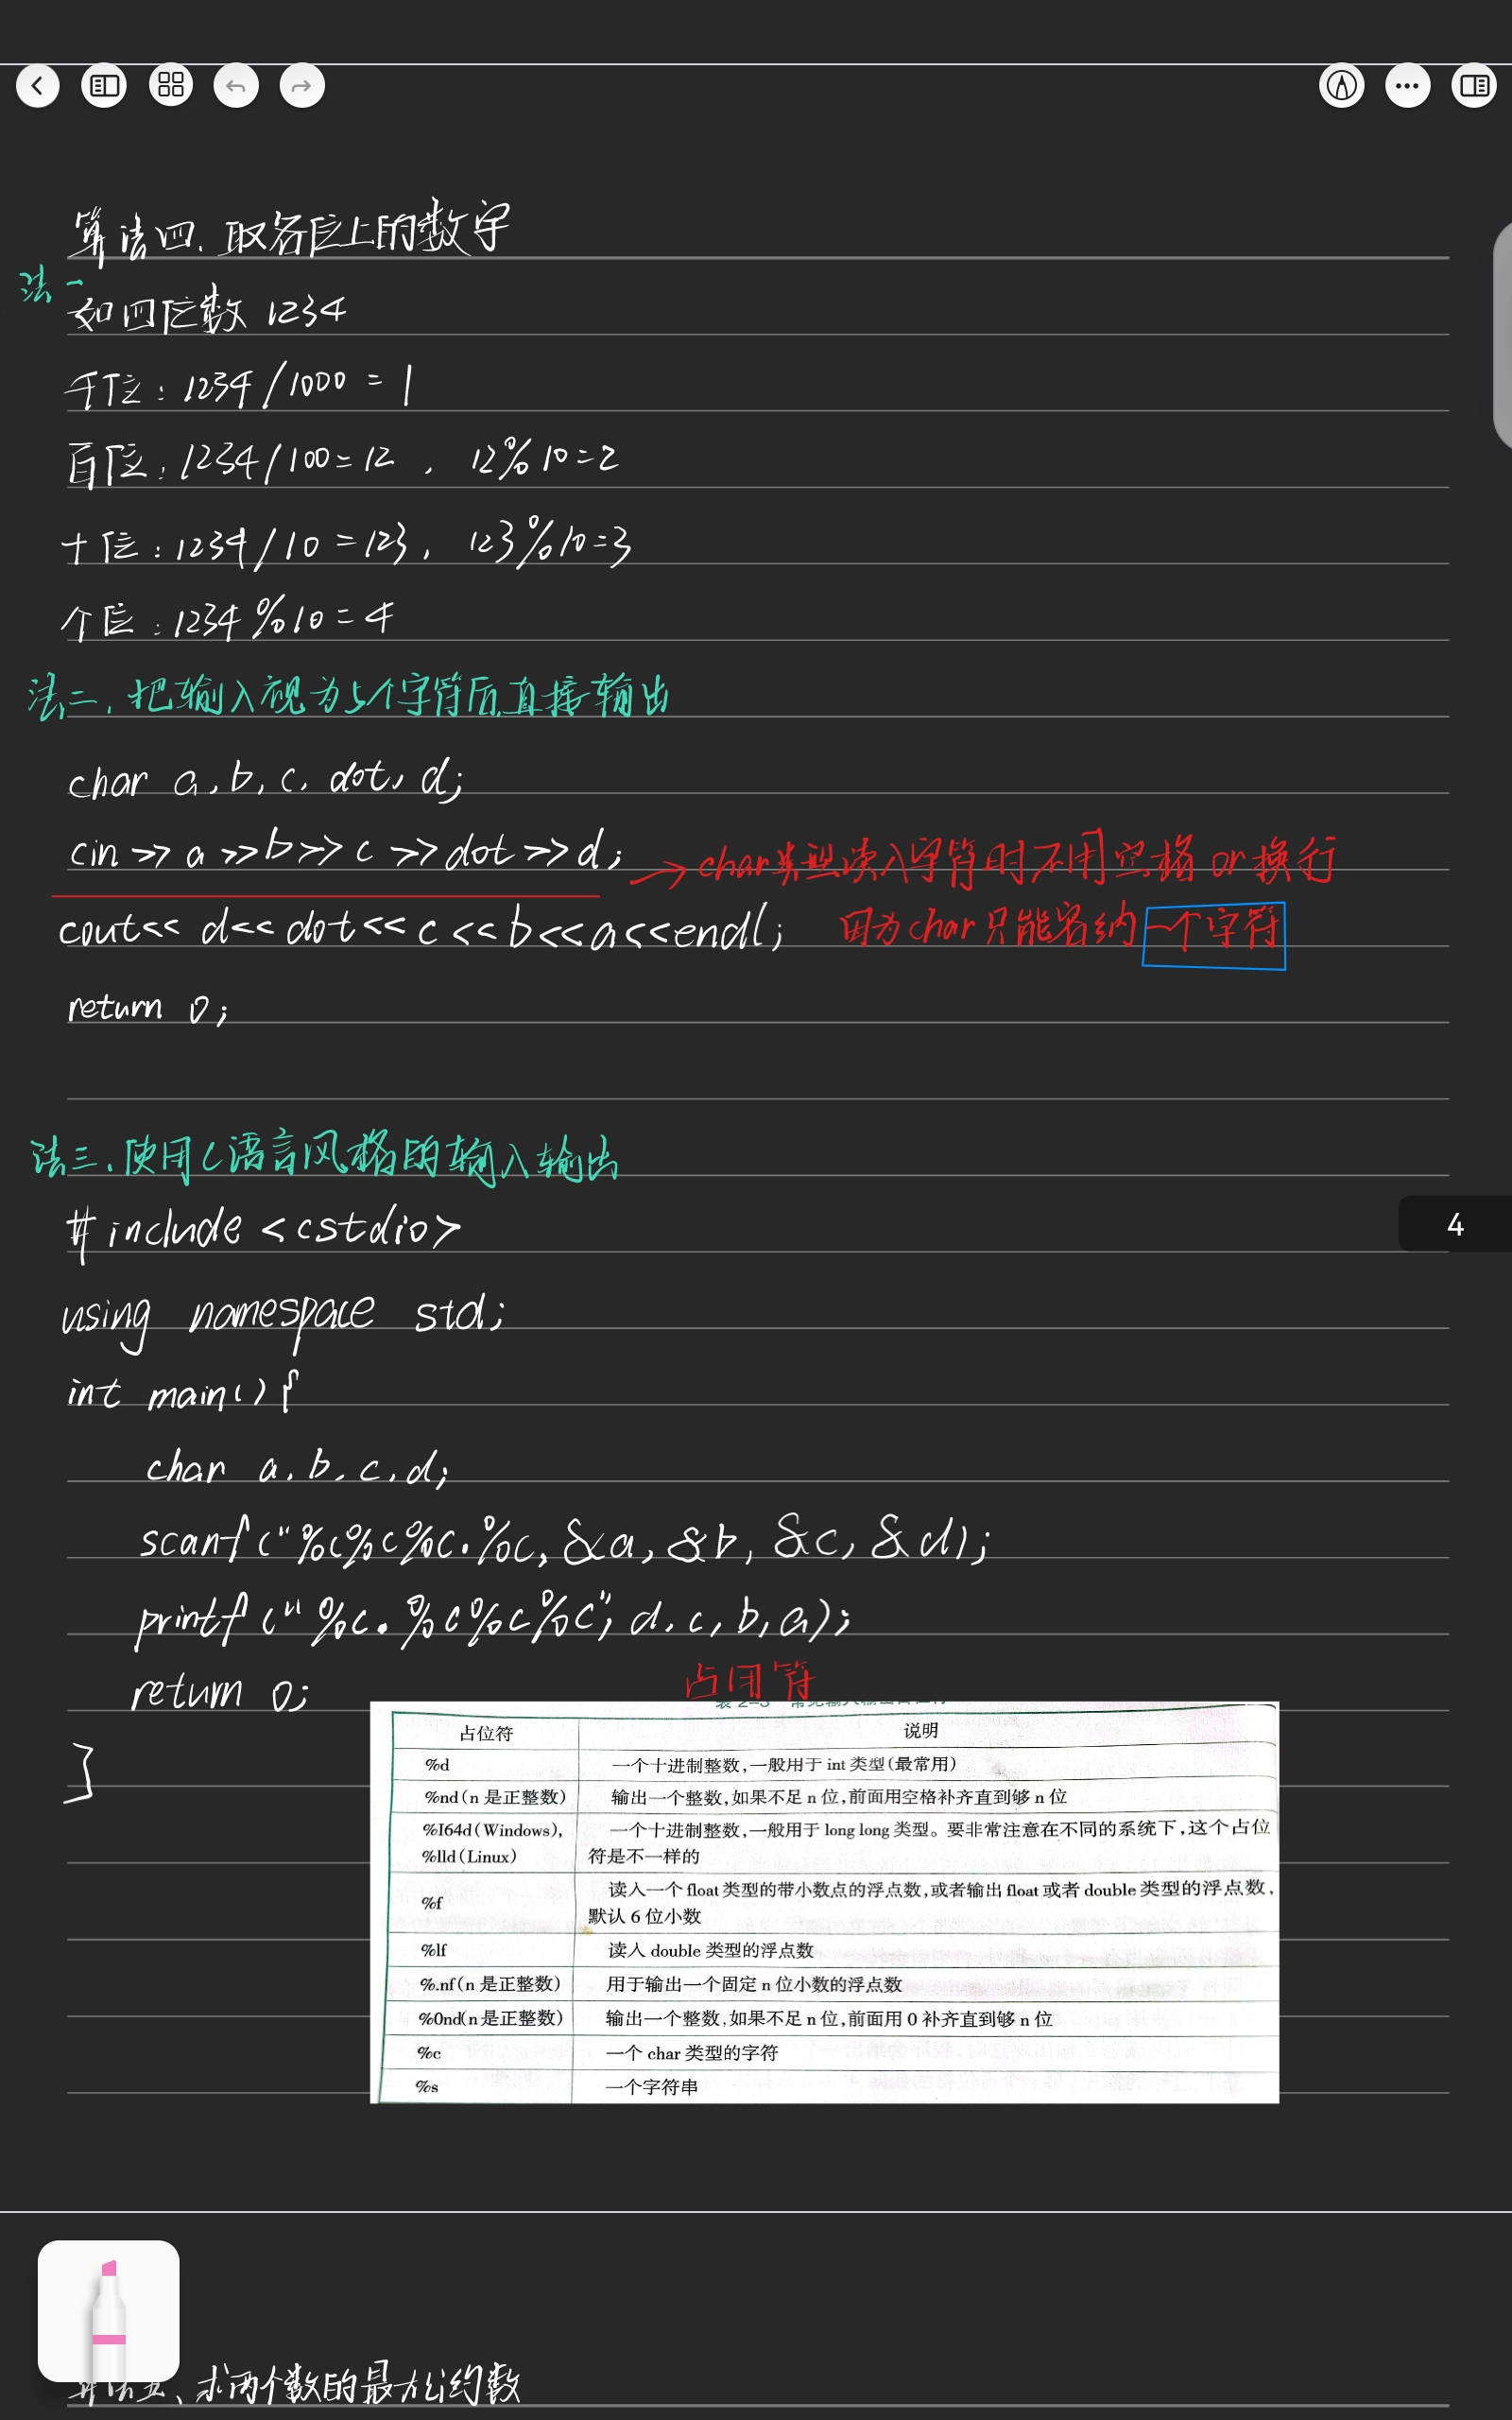 算法四.取各位上的数字
法一
如四位数 1234
千位: 1234/1000=1
百位: 1234/100=12, 12%10=2
十位: 1234/10=123, 123%10=3
个位: 1234%10=4
法二.把输入视为5个字符后直接输出
char a,b,c,dot,d;
cin>>a>>b>>c>>dot>>d; →char类型读入字符时不用空格or换行
cout<<d<<dot<<c<<b<<a<<endl; 因为char只能容纳一个字符
return 0;
法三.使用C语言风格的输入输出
#include<cstdio>
4
using namespace std;
int main(){
char a,b,c,d;
scanf("%c%c%c.%c,&a,&b,&c,&d);
printf("%c.%c%c%c",d,c,b,a);
return 0;
占闭符
占位符 说明
%d 一个十进制整数,一般用于 int 类型(最常用)
}
%nd(n 是正整数) 输出一个整数,如果不足 n 位,前面用空格补齐直到够 n 位
%I64d(Windows), 一个十进制整数,一般用于 long long 类型。要非常注意在不同的系统下,这个占位
%lld(Linux) 符是不一样的
%f 读入一个 float 类型的带小数点的浮点数,或者输出 float 或者 double 类型的浮点数,
默认 6 位小数
%lf 读入 double 类型的浮点数
%.nf(n 是正整数) 用于输出一个固定 n 位小数的浮点数
%0nd(n 是正整数) 输出一个整数,如果不足 n 位,前面用 0 补齐直到够 n 位
%c 一个 char 类型的字符
%s 一个字符串
算法五、求两个数的最大公约数